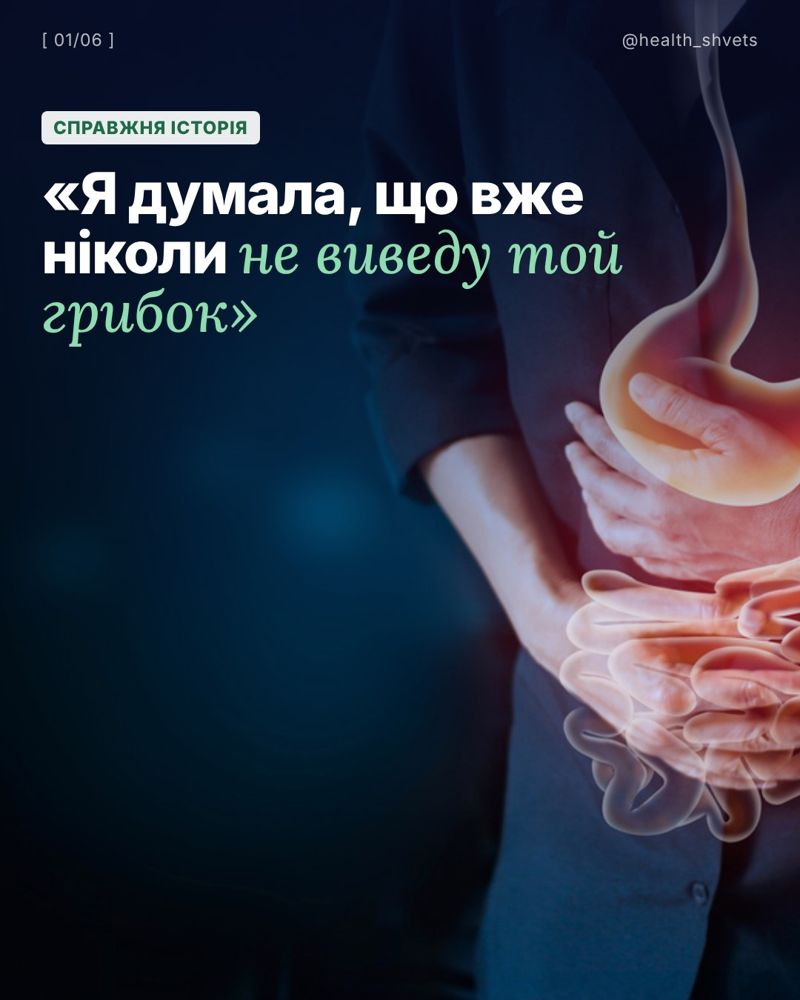 [ 01/06 ]
@health_shvets
СПРАВЖНЯ ІСТОРІЯ
«Я думала, що вже
ніколи не виведу той
грибок»